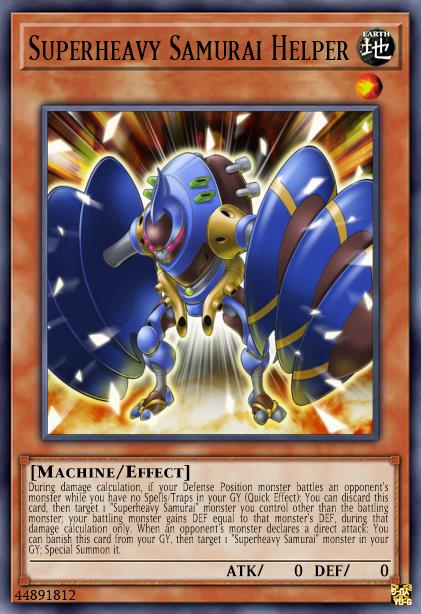 SUPERHEAVY SAMURAI HELPER
EARTH
地
[MACHINE/EFFECT]
During damage calculation, if your Defense Position monster battles an opponent's
monster while you have no Spells/Traps in your GY (Quick Effect): You can discard
this card, then target 1 "Superheavy Samurai" monster you control other than the
battling monster; your battling monster gains DEF equal to that monster's DEF, during
that damage calculation only. When an opponent's monster declares a direct attack: You
can banish this card from your GY, then target 1 "Superheavy Samurai" monster in
your GY; Special Summon it.
ATK/ 0 DEF/ 0
44891812